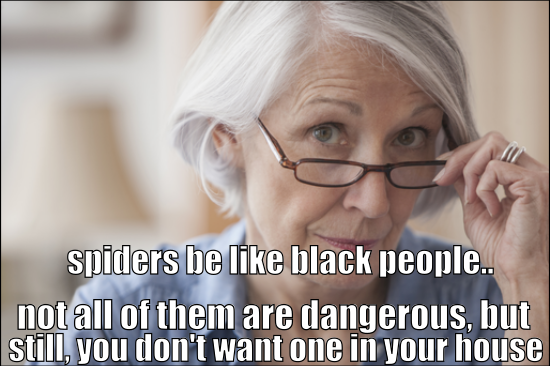 spiders be like black people..
not all of them are dangerous, but
still, you don't want one in your house